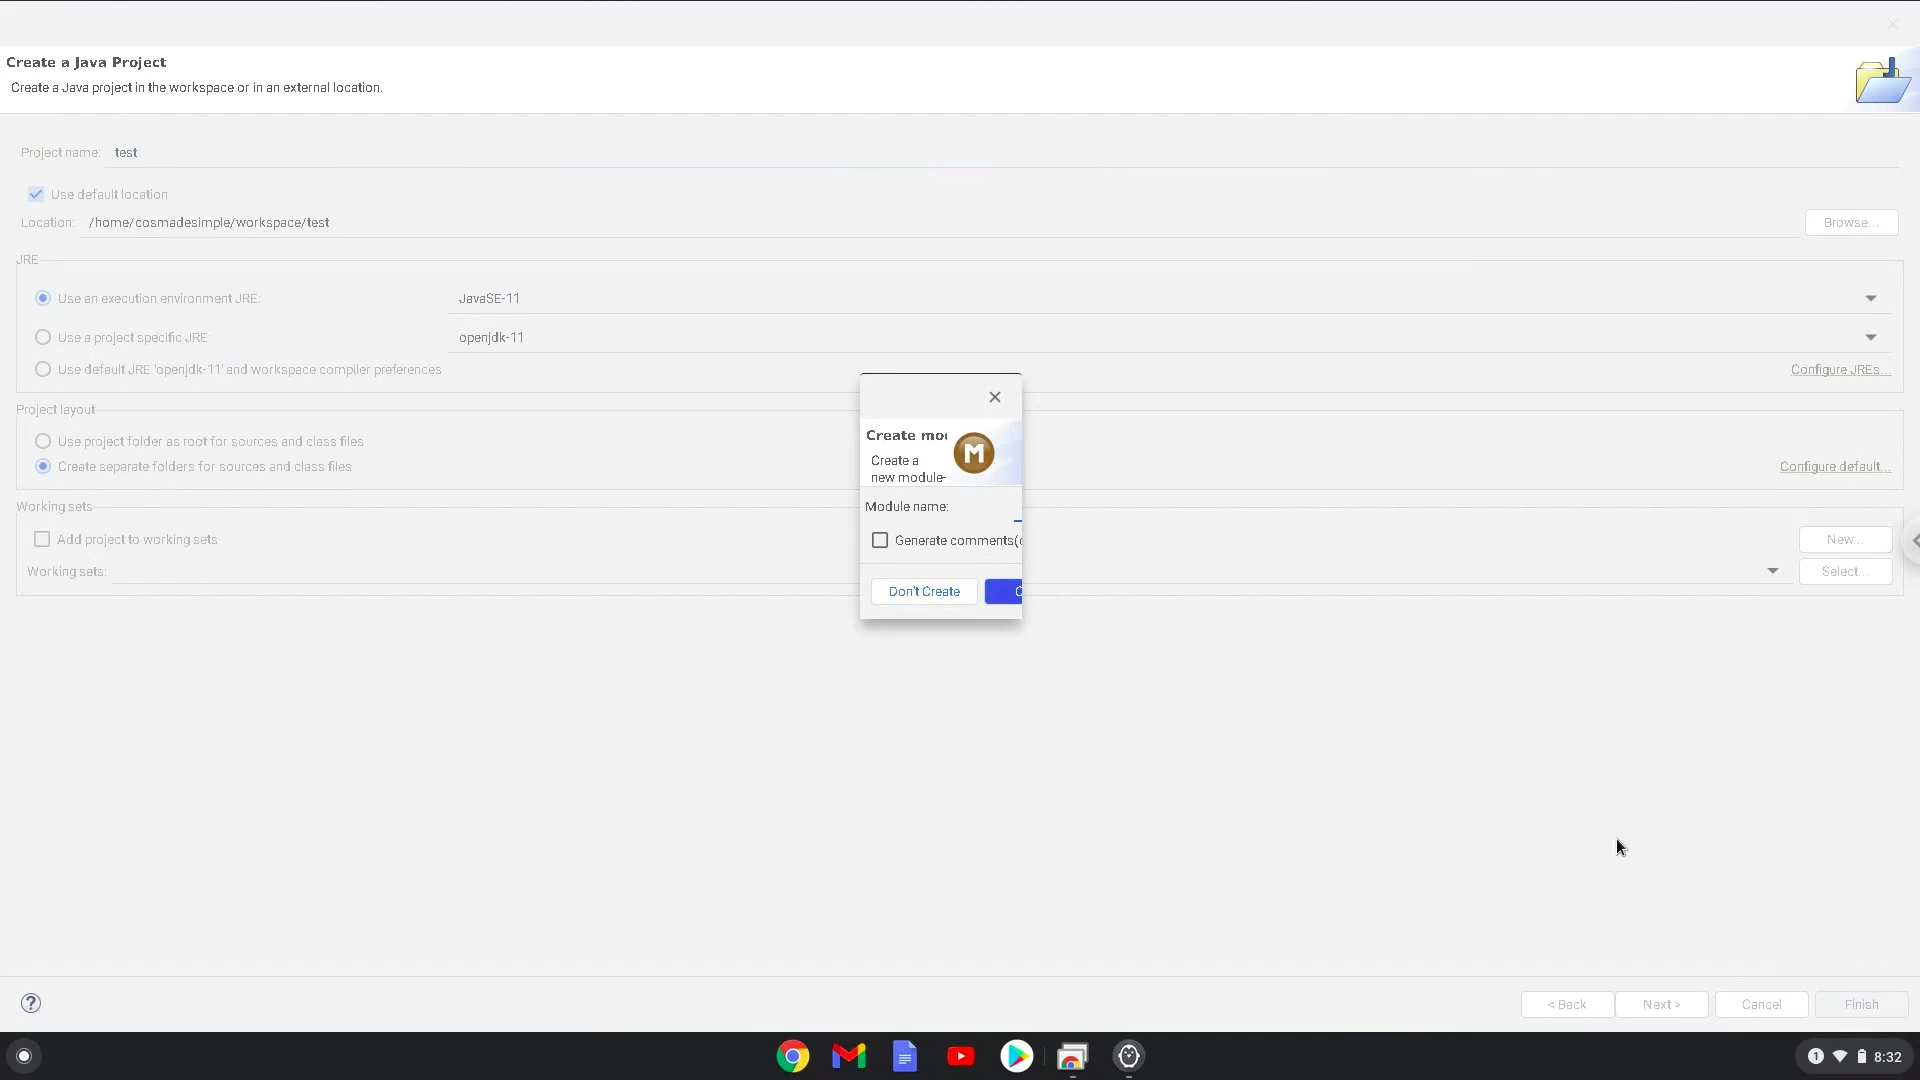 Create a Java Project
Create a Java project in the workspace or in an external location.
Project name: test
Use default location
Location: /home/cosmadesimple/workspace/test
Browse...
JRE
Use an execution environment JRE: JavaSE-11
Use a project specific JRE: openjdk-11
Use default JRE 'openjdk-11' and workspace compiler preferences
Configure JREs...
Project layout
Use project folder as root for sources and class files
Create separate folders for sources and class files
Configure default...
Working sets
Add project to working sets
New...
Working sets:
Select...
Create mo
M
Create a
new module-
Module name:
Generate comments(
Don't Create
C
?
< Back
Next >
Cancel
Finish
1
8:32